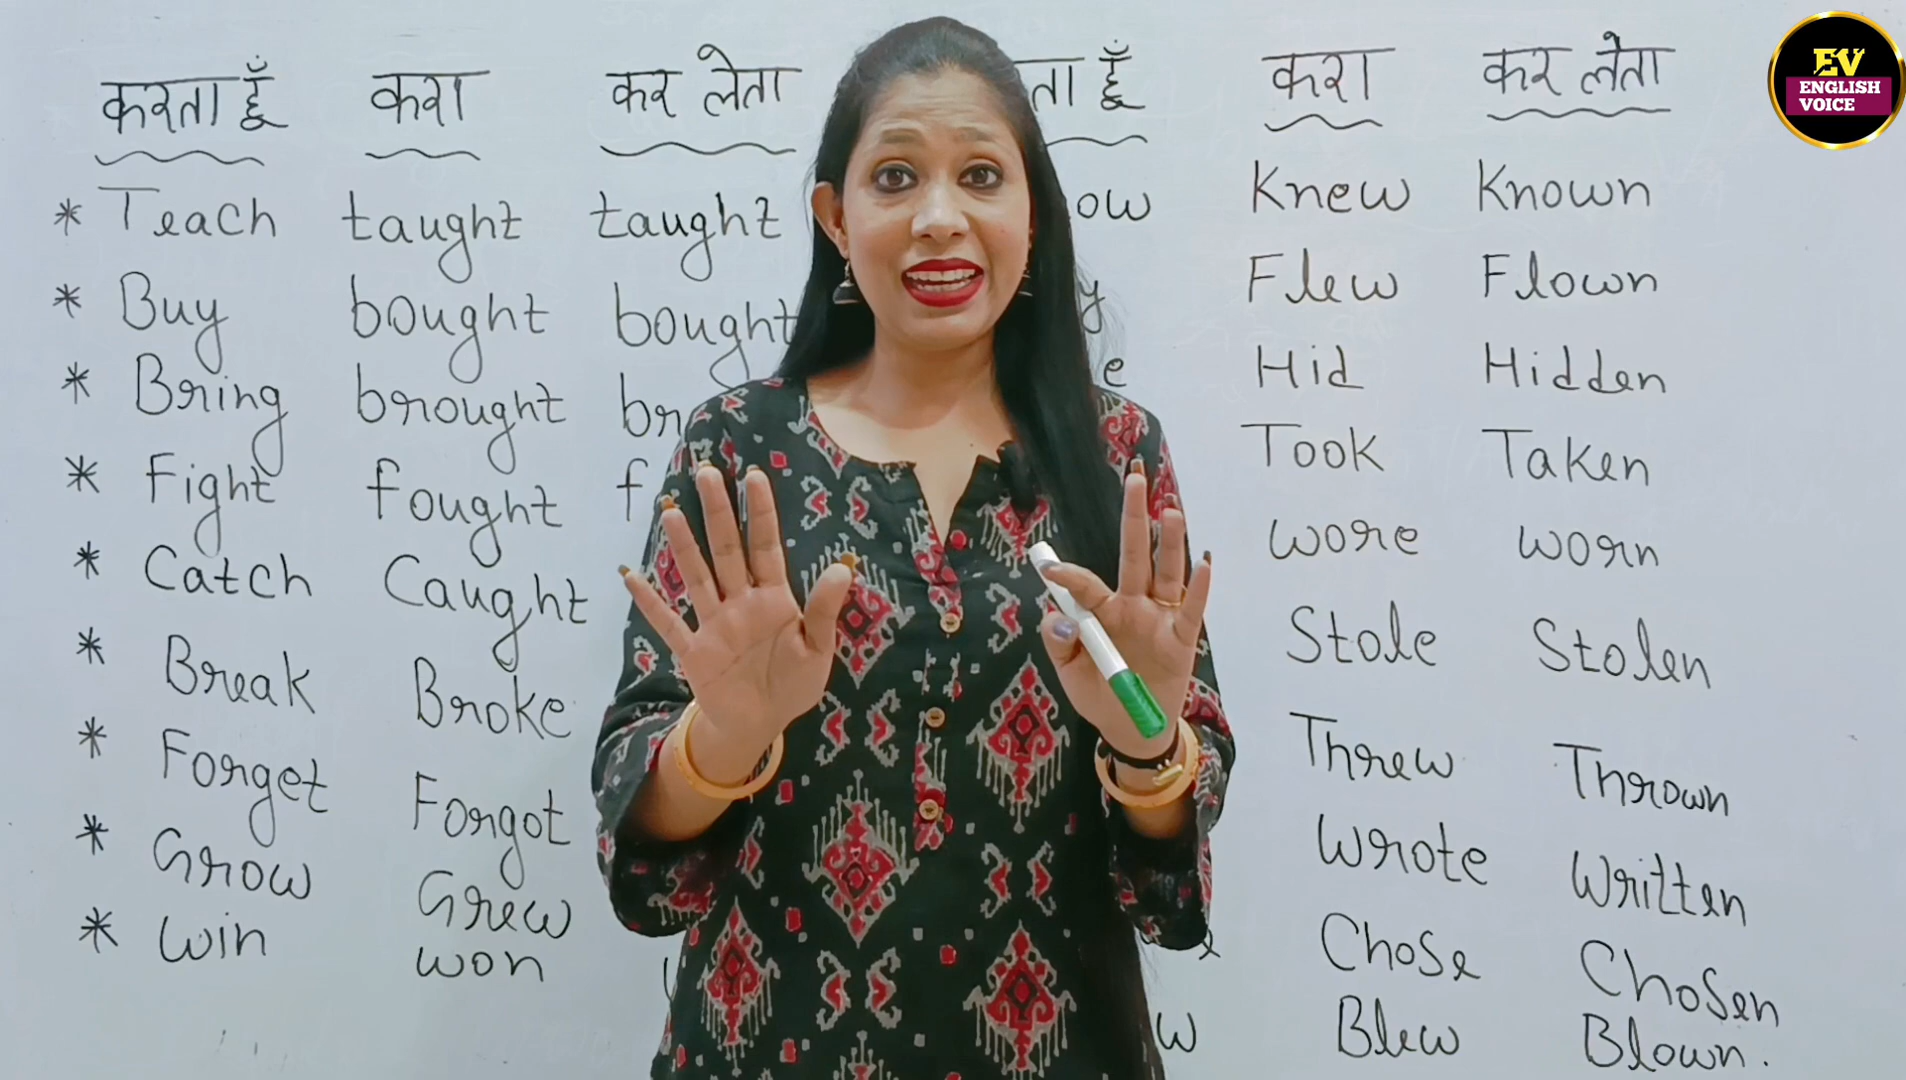 करता हूँ करा कर लेता ता हूँ करा कर लेता
EV
ENGLISH
VOICE
* Teach taught taught ow Knew Known
* Buy bought bought y Flew Flown
* Bring brought br e Hid Hidden
* Fight fought f Took Taken
* Catch Caught wore worn
* Break Broke Stole Stolen
* Forget Forgot Threw Thrown
* Grow Grew Wrote Written
* Win won Chose Chosen
w Blew Blown.